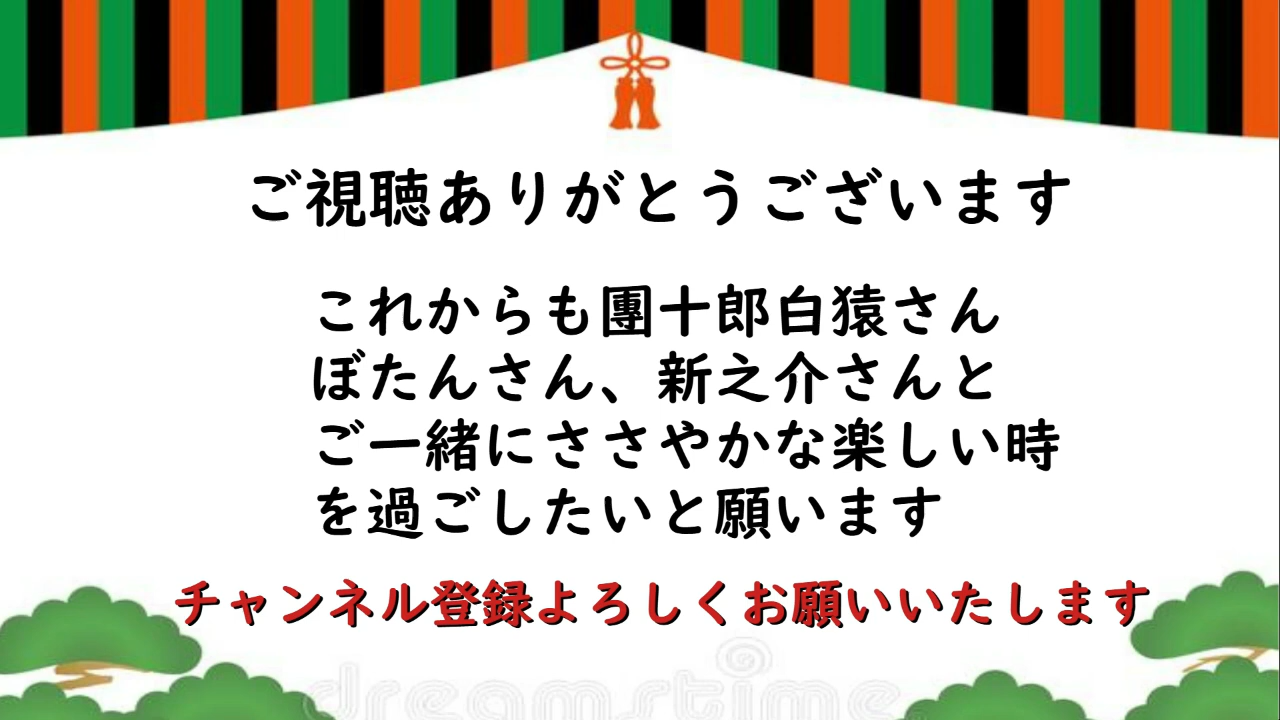 ご視聴ありがとうございます
これからも團十郎白猿さん
ぼたんさん、新之介さんと
ご一緒にささやかな楽しい時
を過ごしたいと願います
チャンネル登録よろしくお願いいたします
dreamstime